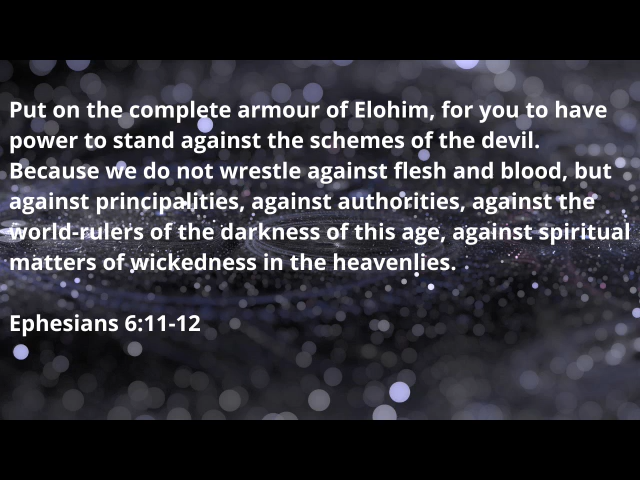 Put on the complete armour of Elohim, for you to have
power to stand against the schemes of the devil.
Because we do not wrestle against flesh and blood, but
against principalities, against authorities, against the
world-rulers of the darkness of this age, against spiritual
matters of wickedness in the heavenlies.
Ephesians 6:11-12